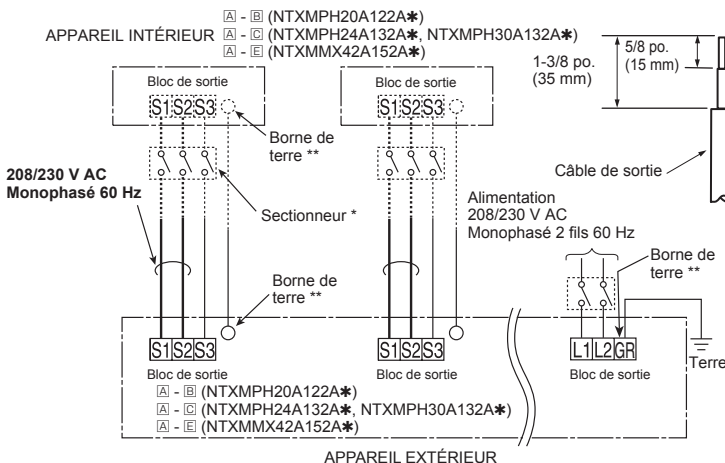 A - B (NTXMPH20A122A✱)
APPAREIL INTÉRIEUR A - C (NTXMPH24A132A✱, NTXMPH30A132A✱)
A - E (NTXMMX42A152A✱)
5/8 po.
(15 mm)
1-3/8 po.
(35 mm)
Câble de sortie
Bloc de sortie
S1 S2 S3
Bloc de sortie
S1 S2 S3
Borne de
terre **
208/230 V AC
Monophasé 60 Hz
Sectionneur *
Alimentation
208/230 V AC
Monophasé 2 fils 60 Hz
Borne de
terre **
Borne de
terre **
S1 S2 S3
Bloc de sortie
S1 S2 S3
Bloc de sortie
L1 L2 GR
Bloc de sortie
Terre
A - B (NTXMPH20A122A✱)
A - C (NTXMPH24A132A✱, NTXMPH30A132A✱)
A - E (NTXMMX42A152A✱)
APPAREIL EXTÉRIEUR